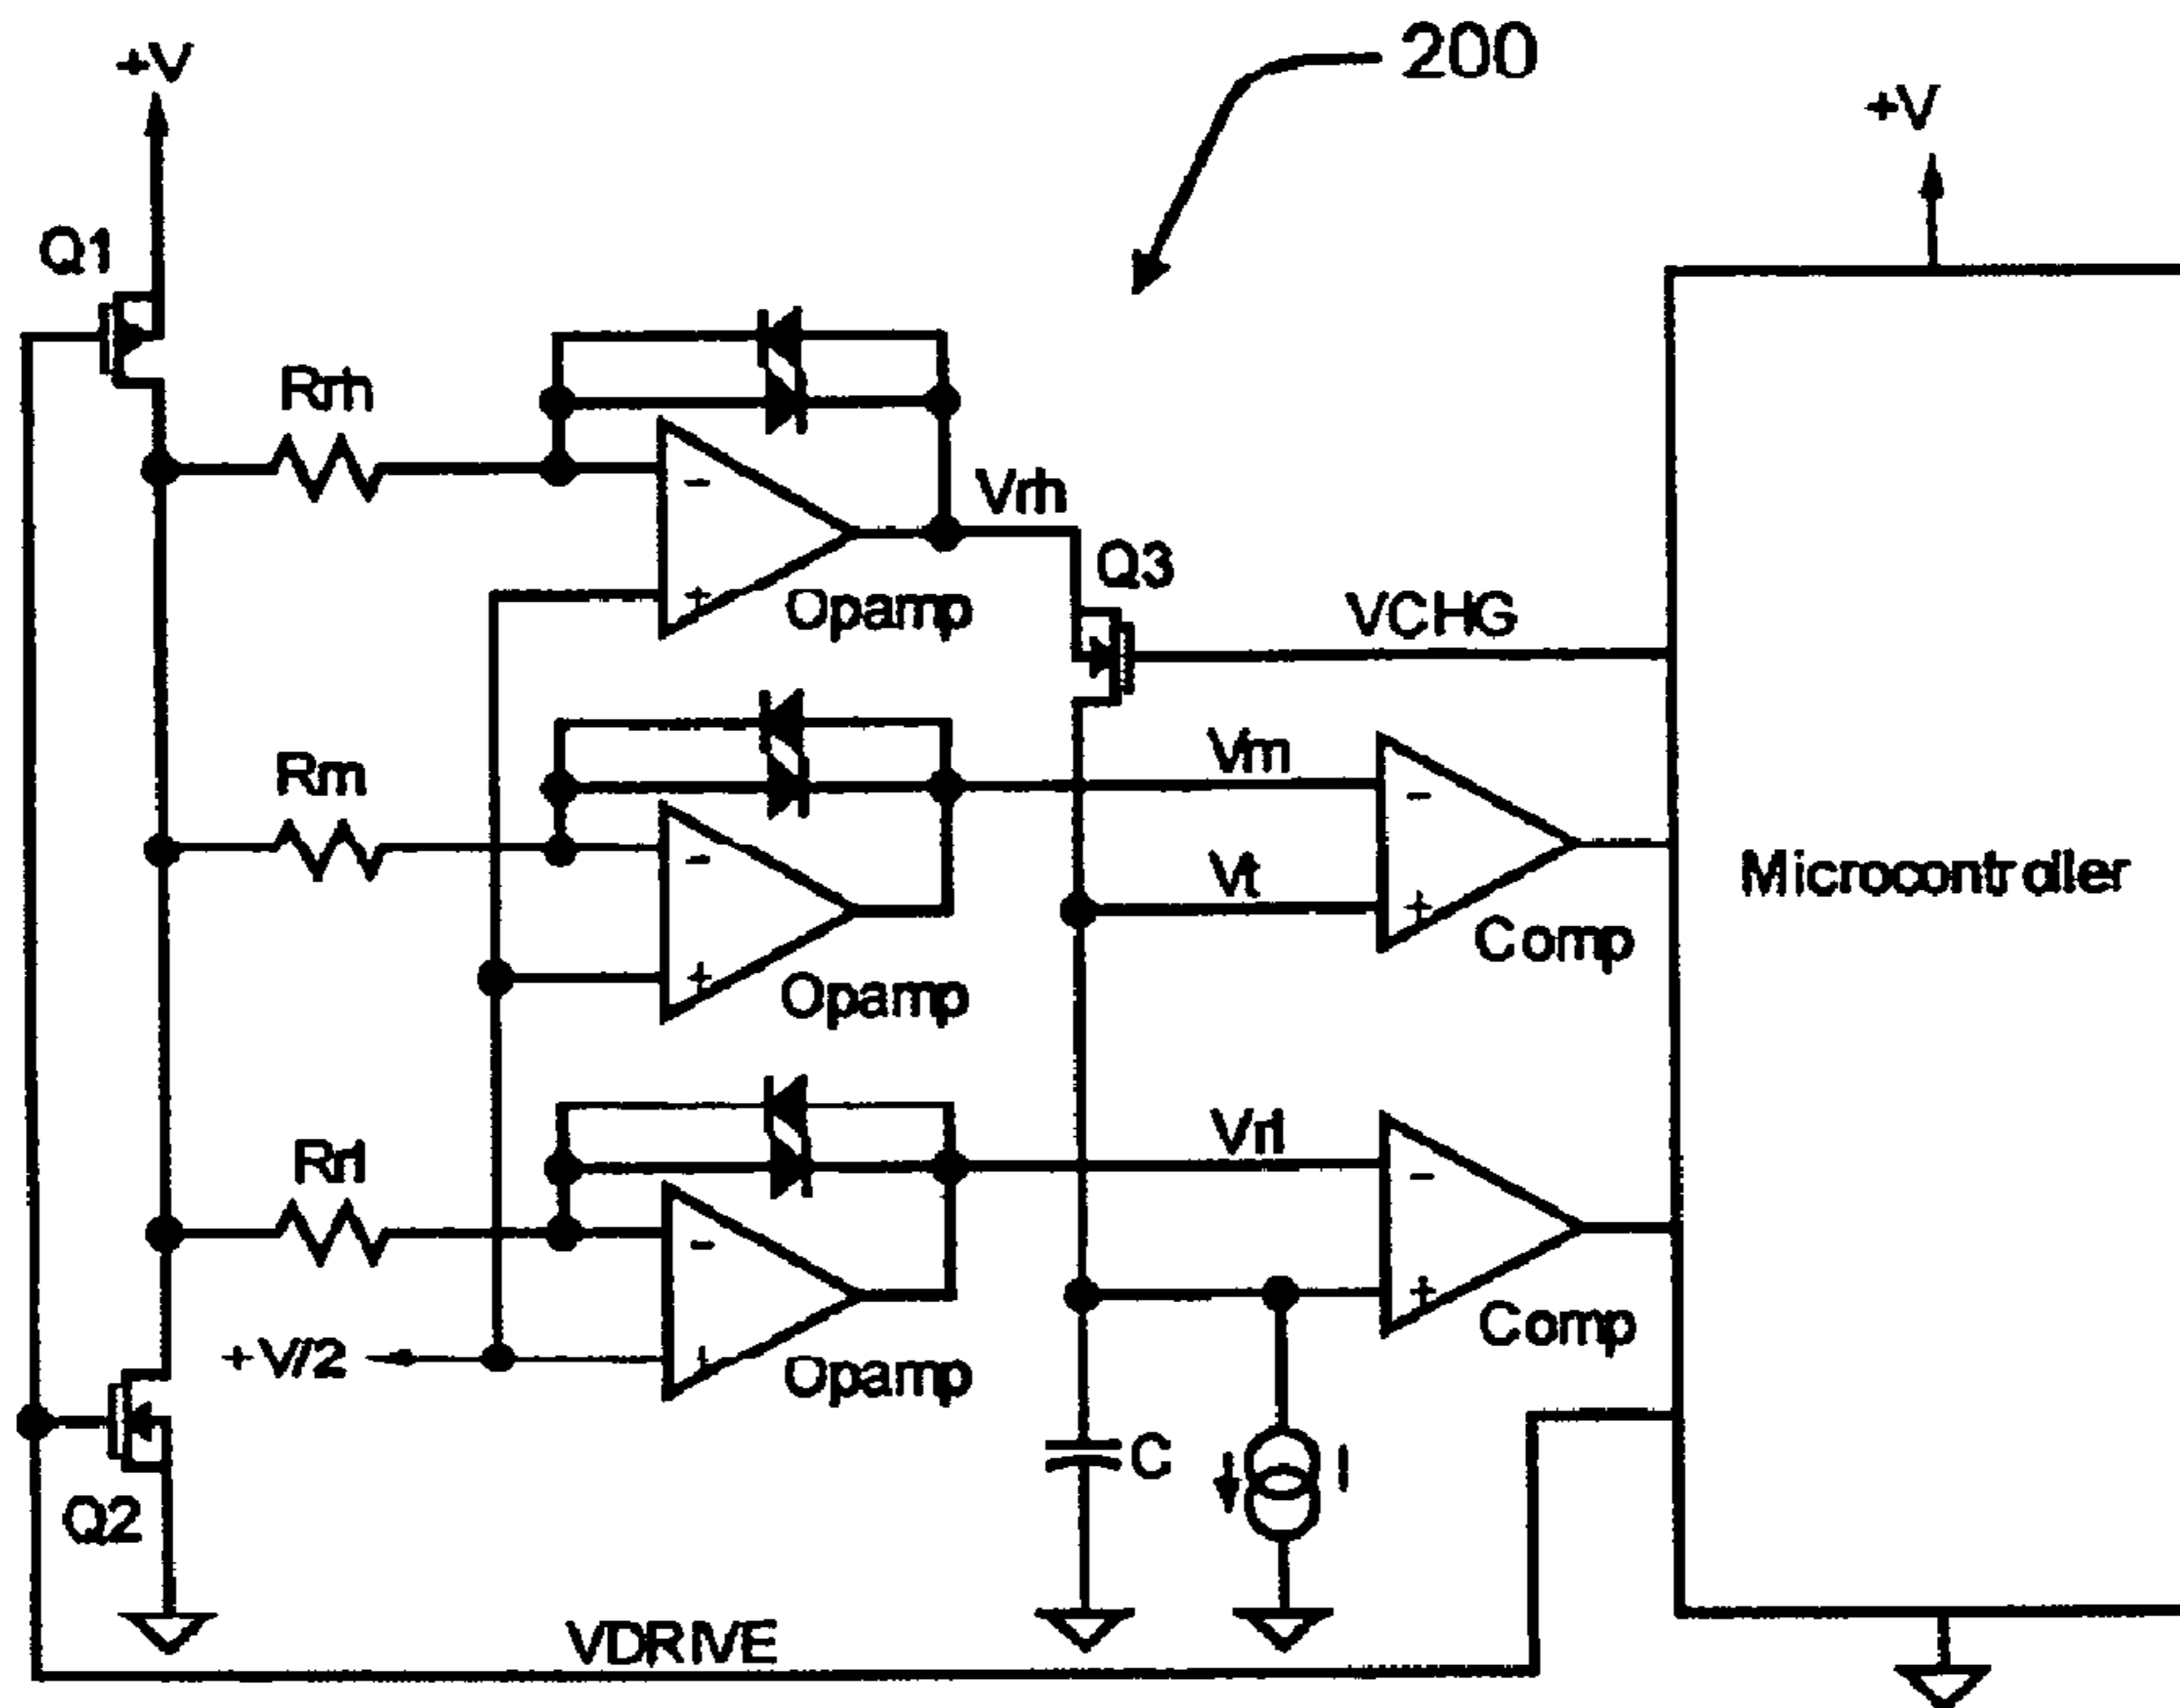 200
+V
+V
Q1
Rrh
Vrh
Q3
Opamp
VCHG
Rm
Vm
Vt
Comp
Microcontroller
Opamp
Rrl
Vrl
Comp
+V/2
Opamp
C
I
Q2
VDRIVE
-
+
-
+
-
+
-
+
-
+